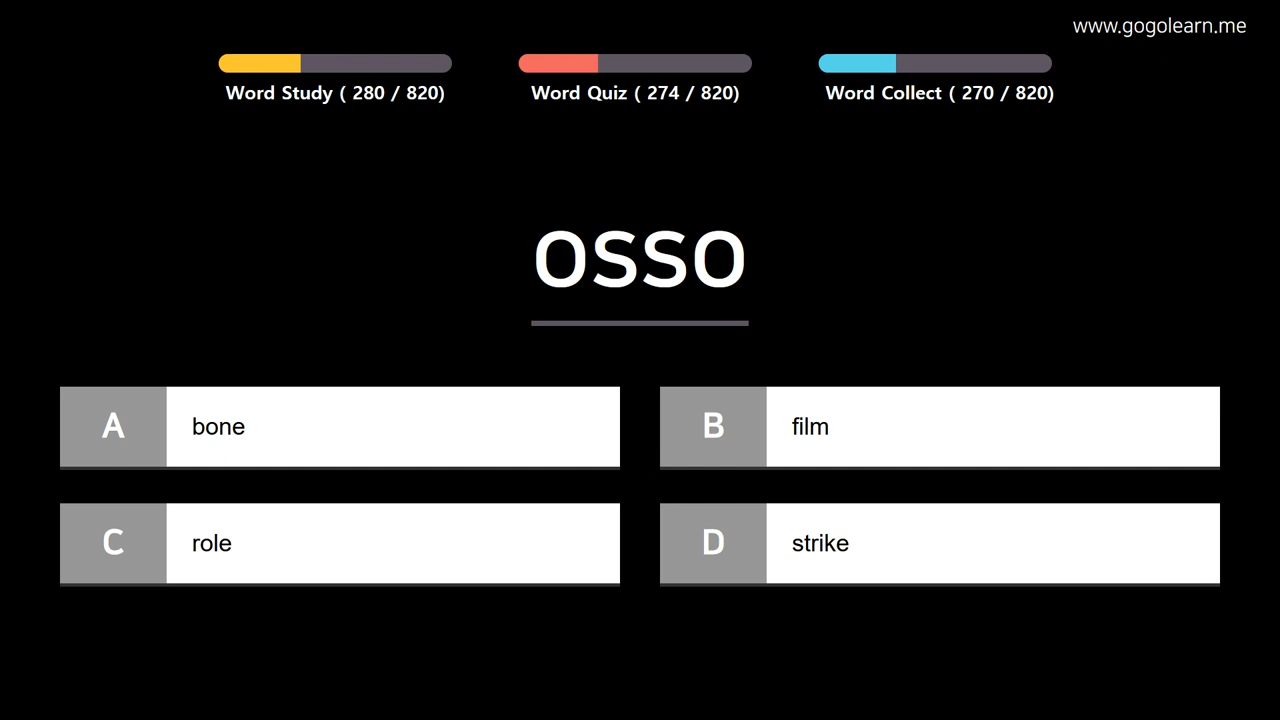 www.gogolearn.me
Word Study ( 280 / 820)
Word Quiz ( 274 / 820)
Word Collect ( 270 / 820)
osso
A bone
B film
C role
D strike